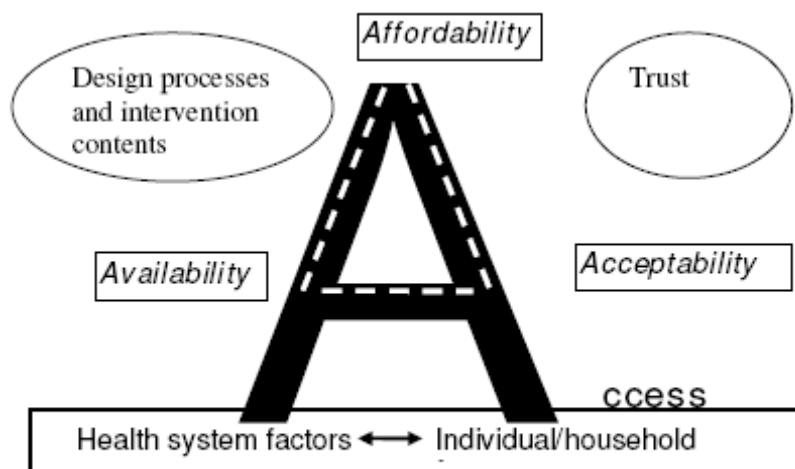 Affordability
Design processes
and intervention
contents
Trust
Availability
Acceptability
A
ccess
Health system factors Individual/household